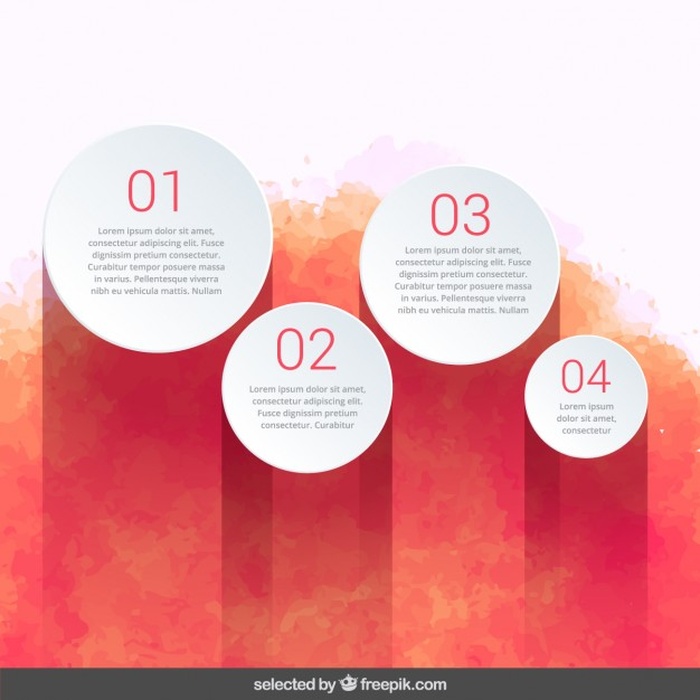 01
Lorem ipsum dolor sit amet,
consectetur adipiscing elit. Fusce
dignissim pretium consectetur.
Curabitur tempor posuere massa
in varius. Pellentesque viverra
nibh eu vehicula mattis. Nullam
02
Lorem ipsum dolor sit amet,
consectetur adipiscing elit.
Fusce dignissim pretium
consectetur. Curabitur
03
Lorem ipsum dolor sit amet,
consectetur adipiscing elit. Fusce
dignissim pretium consectetur.
Curabitur tempor posuere massa
in varius. Pellentesque viverra
nibh eu vehicula mattis. Nullam
04
Lorem ipsum
dolor sit amet,
consectetur
selected by freepik.com